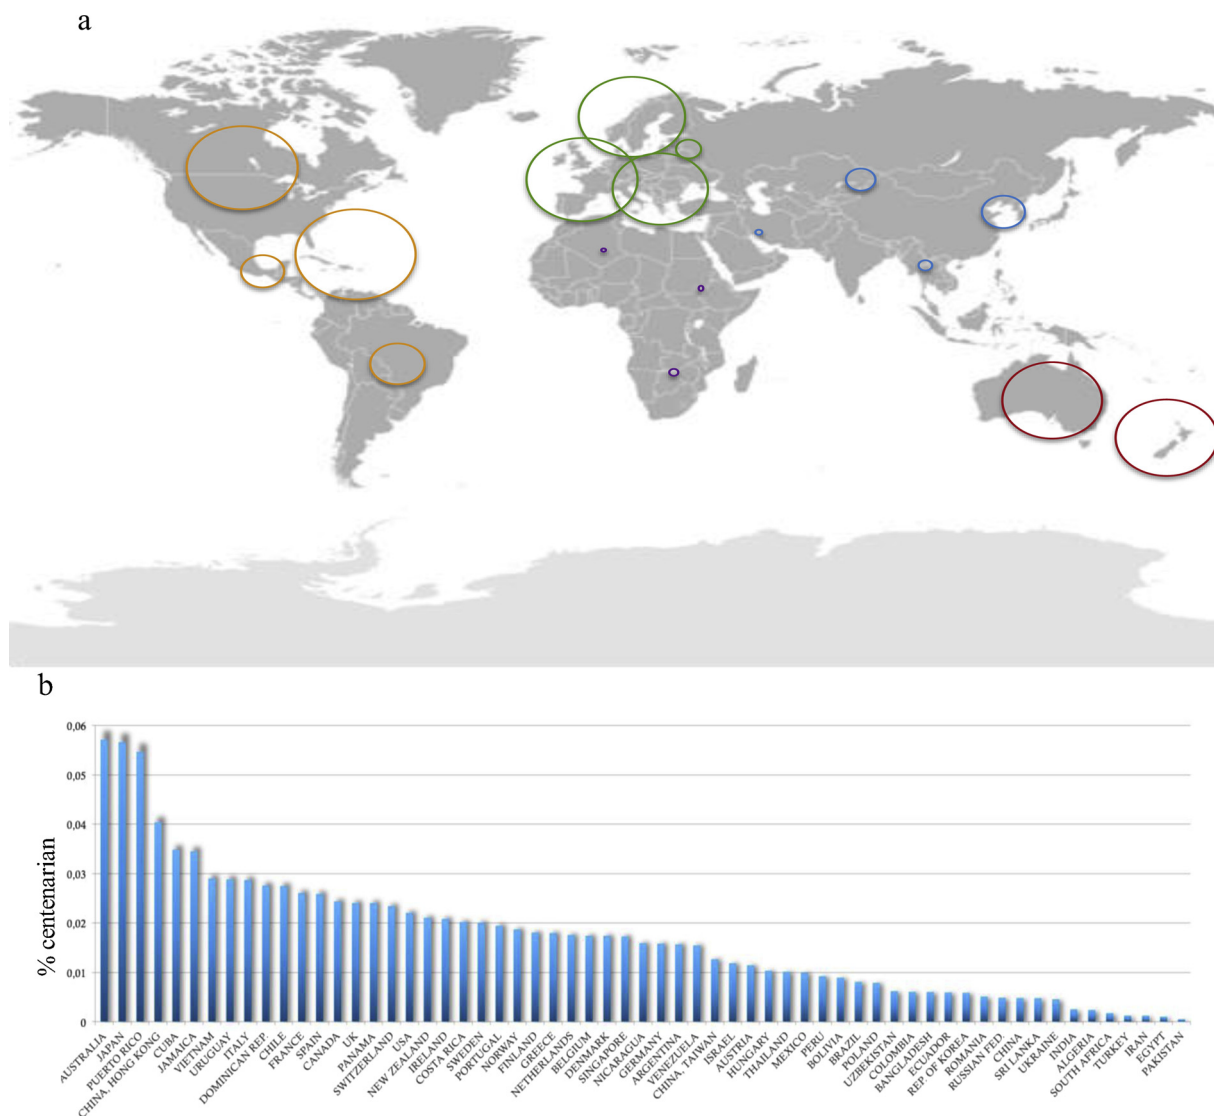 a
b
% centenarian
0,06
0,05
0,04
0,03
0,02
0,01
0
AUSTRALIA
JAPAN
PUERTO RICO
CHINA, HONG KONG
CUBA
JAMAICA
VIETNAM
URUGUAY
ITALY
DOMINICAN REP.
CHILE
FRANCE
SPAIN
CANADA
UK
PANAMA
SWITZERLAND
USA
NEW ZEALAND
IRELAND
COSTA RICA
SWEDEN
PORTUGAL
NORWAY
FINLAND
GREECE
NETHERLANDS
BELGIUM
DENMARK
SINGAPORE
NICARAGUA
GERMANY
ARGENTINA
VENEZUELA
CHINA, TAIWAN
ISRAEL
AUSTRIA
HUNGARY
THAILAND
MEXICO
PERU
BOLIVIA
BRAZIL
POLAND
UZBEKISTAN
COLOMBIA
BANGLADESH
ECUADOR
REP. OF KOREA
ROMANIA
RUSSIAN FED.
CHINA
SRI LANKA
UKRAINE
INDIA
ALGERIA
SOUTH AFRICA
TURKEY
IRAN
EGYPT
PAKISTAN